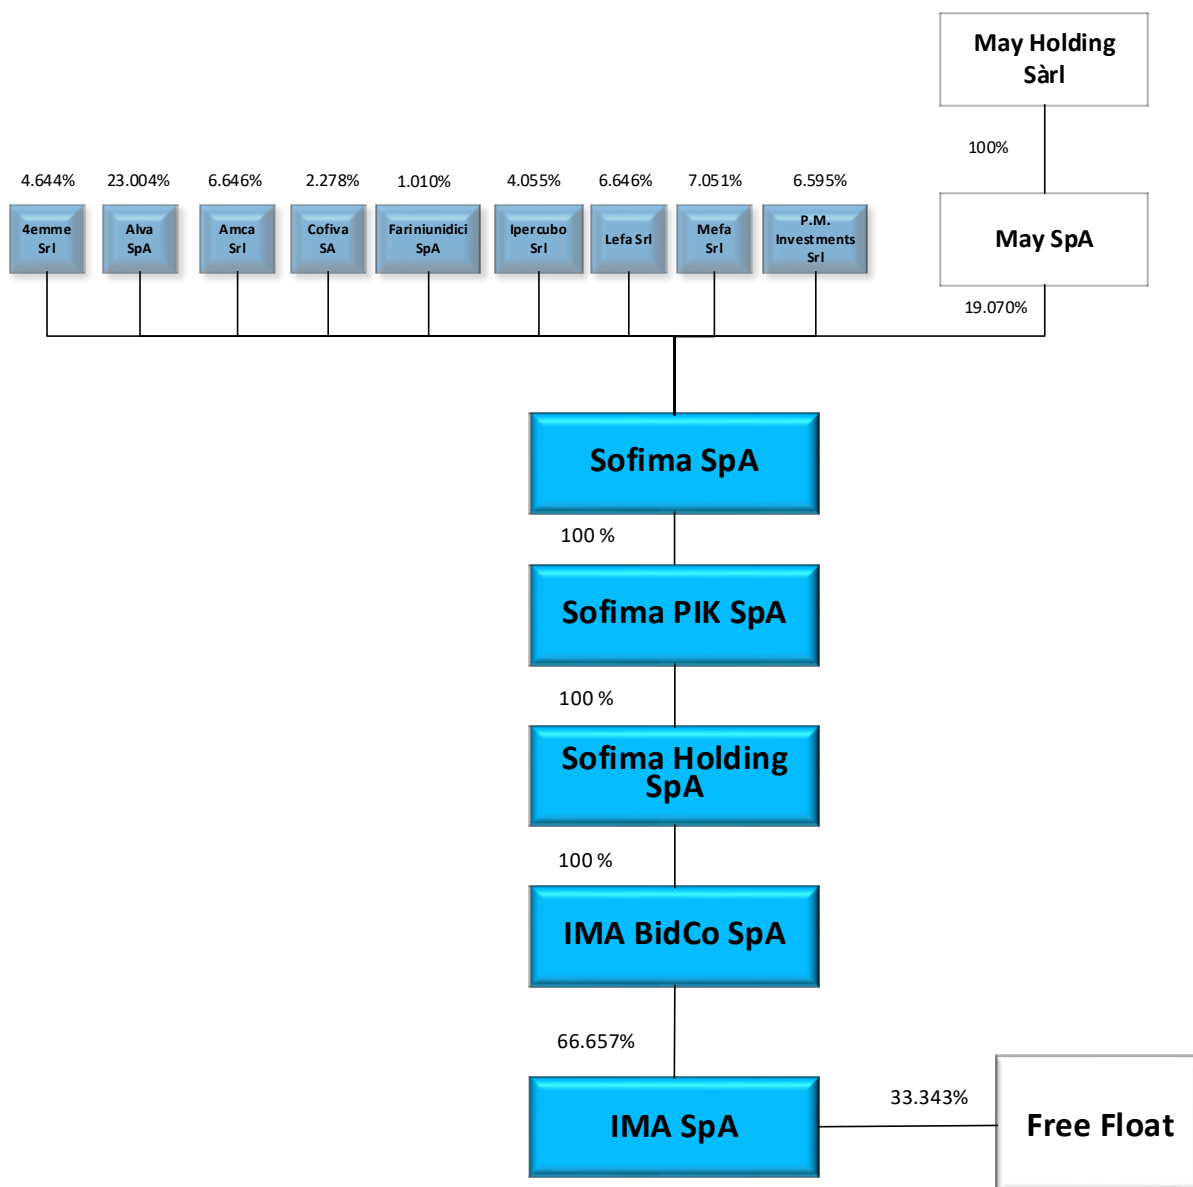 May Holding
Sàrl
100%
4.644%
23.004%
6.646%
2.278%
1.010%
4.055%
6.646%
7.051%
6.595%
4emme
Srl
Alva
SpA
Amca
Srl
Cofiva
SA
Fariniunidici
SpA
Ipercubo
Srl
Lefa Srl
Mefa
Srl
P.M.
Investments
Srl
May SpA
19.070%
Sofima SpA
100 %
Sofima PIK SpA
100 %
Sofima Holding
SpA
100 %
IMA BidCo SpA
66.657%
IMA SpA
33.343%
Free Float